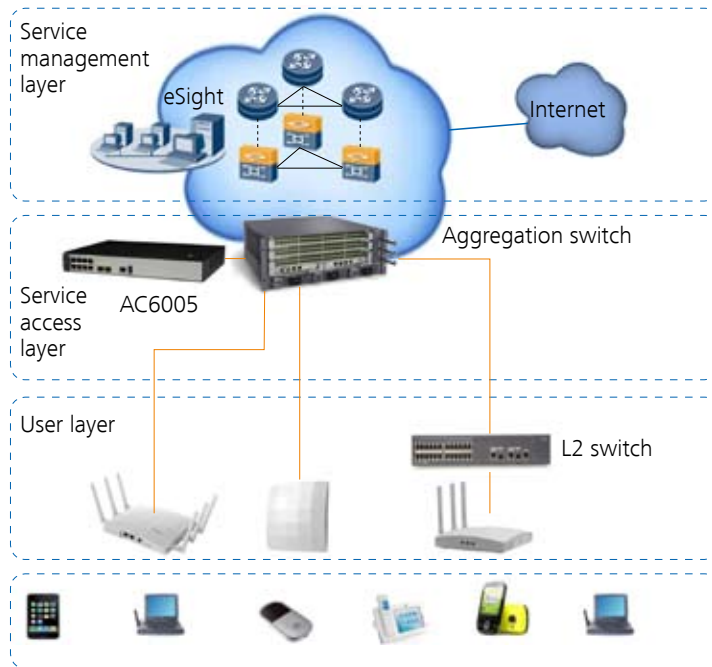 Service
management
layer
eSight
Internet
Aggregation switch
AC6005
Service
access
layer
User layer
L2 switch